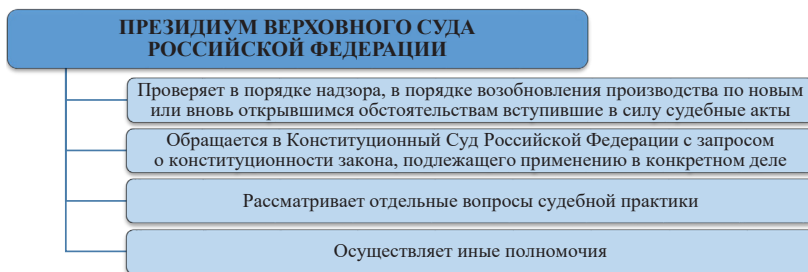 ПРЕЗИДИУМ ВЕРХОВНОГО СУДА
РОССИЙСКОЙ ФЕДЕРАЦИИ
Проверяет в порядке надзора, в порядке возобновления производства по новым
или вновь открывшимся обстоятельствам вступившие в силу судебные акты
Обращается в Конституционный Суд Российской Федерации с запросом
о конституционности закона, подлежащего применению в конкретном деле
Рассматривает отдельные вопросы судебной практики
Осуществляет иные полномочия